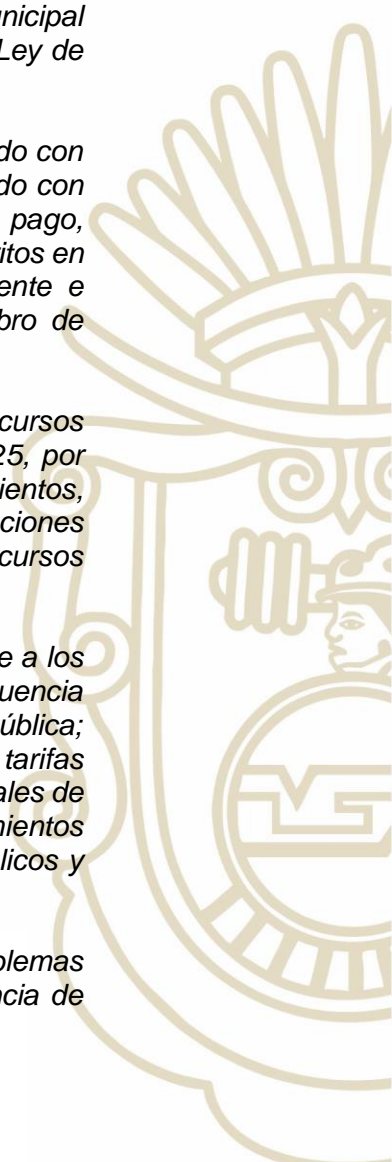 unicipal
Ley de
do con
do con
pago,
itos en
ente e
bro de
cursos
25, por
ientos,
ciones
cursos
e a los
uencia
ública;
tarifas
ales de
nientos
licos y
blemas
ncia de